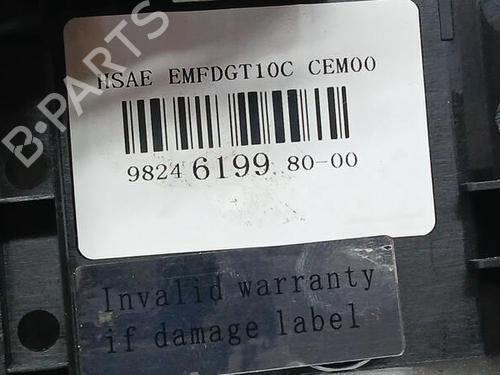 B-PARTS
HSAE EMFDGT10C CEM00
9824 6199 80-00
Invalid warranty
if damage label